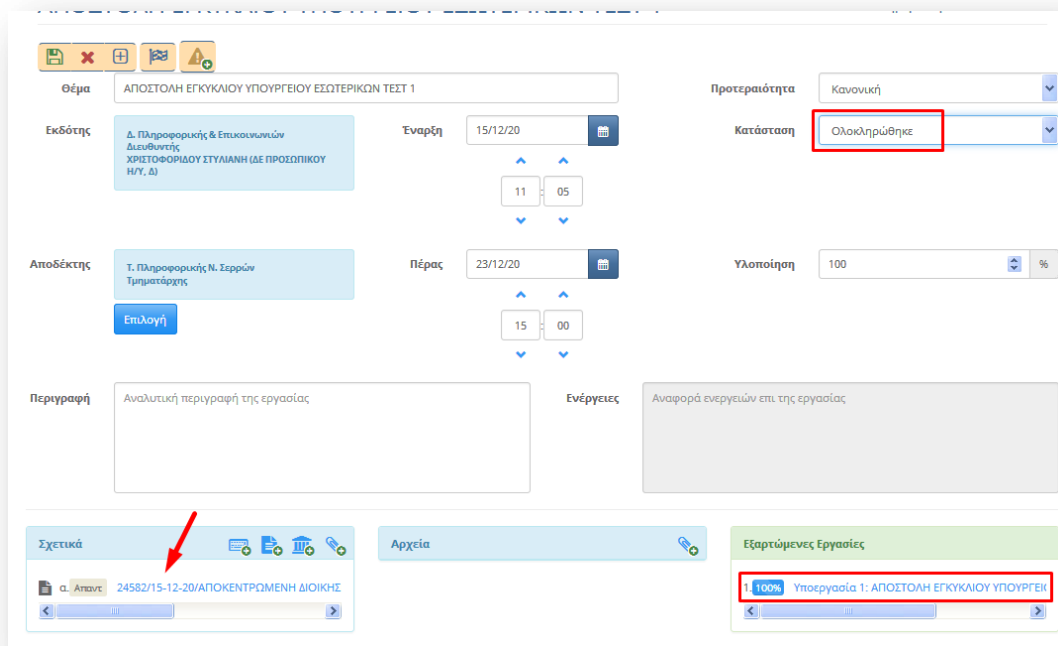 Θέμα ΑΠΟΣΤΟΛΗ ΕΓΚΥΚΛΙΟΥ ΥΠΟΥΡΓΕΙΟΥ ΕΣΩΤΕΡΙΚΩΝ ΤΕΣΤ 1 Προτεραιότητα Κανονική
Εκδότης
Δ. Πληροφορικής & Επικοινωνιών
Διευθυντής
ΧΡΙΣΤΟΦΟΡΙΔΟΥ ΣΤΥΛΙΑΝΗ (ΔΕ ΠΡΟΣΩΠΙΚΟΥ
Η/Υ, Δ)
Έναρξη 15/12/20
11 : 05
Κατάσταση Ολοκληρώθηκε
Αποδέκτης
Τ. Πληροφορικής Ν. Σερρών
Τμηματάρχης
Επιλογή
Πέρας 23/12/20
15 : 00
Υλοποίηση 100 %
Περιγραφή Αναλυτική περιγραφή της εργασίας
Ενέργειες Αναφορά ενεργειών επι της εργασίας
Σχετικά
α. Απαντ 24582/15-12-20/ΑΠΟΚΕΝΤΡΩΜΕΝΗ ΔΙΟΙΚΗΣ
Αρχεία
Εξαρτώμενες Εργασίες
1. 100% Υποεργασία 1: ΑΠΟΣΤΟΛΗ ΕΓΚΥΚΛΙΟΥ ΥΠΟΥΡΓΕΙΟ